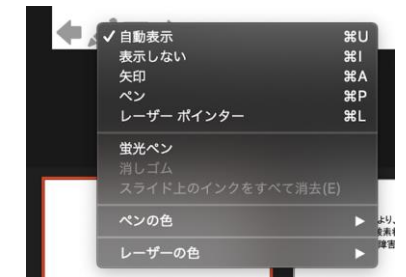 ✓自動表示 ⌘U
表示しない ⌘I
矢印 ⌘A
ペン ⌘P
レーザー ポインター ⌘L
蛍光ペン
消しゴム
スライド上のインクをすべて消去(E)
ペンの色 ▶
より、
レーザーの色 ▶